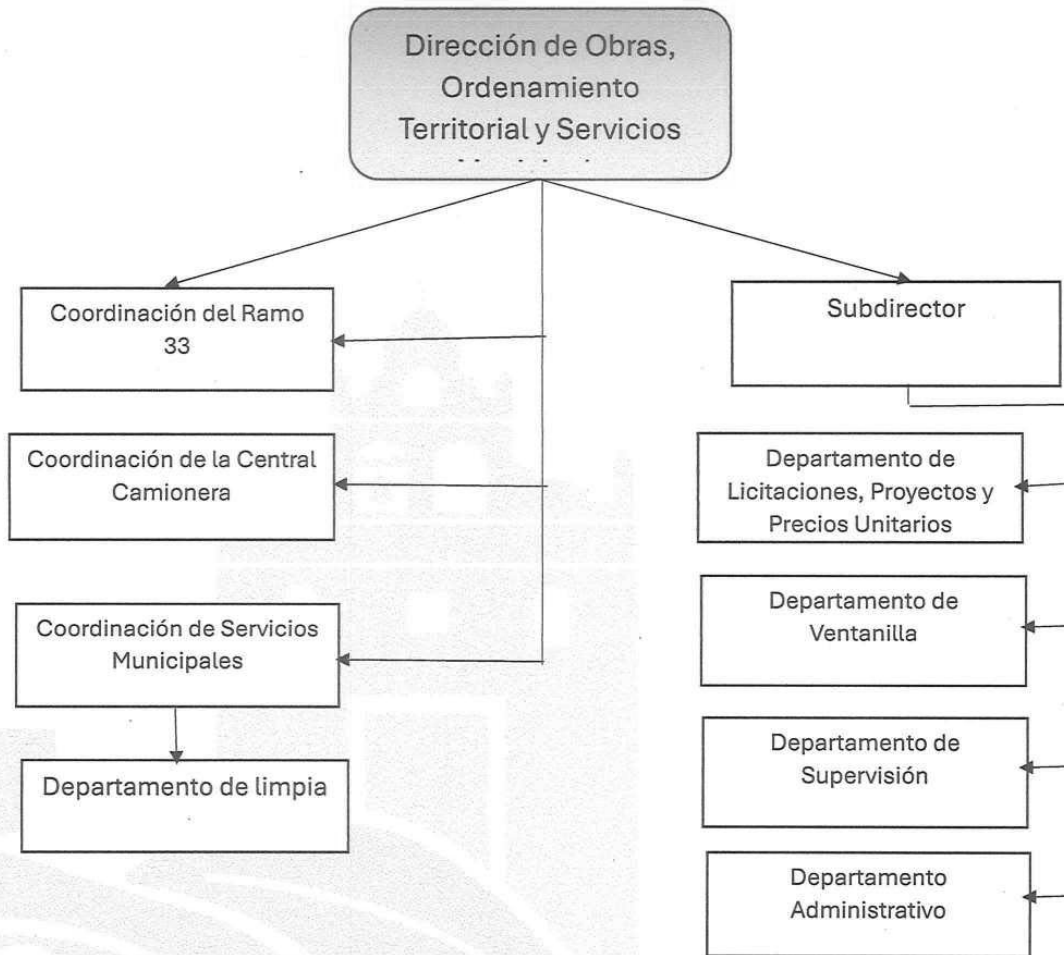 Dirección de Obras,
Ordenamiento
Territorial y Servicios
Coordinación del Ramo
33
Subdirector
Coordinación de la Central
Camionera
Departamento de
Licitaciones, Proyectos y
Precios Unitarios
Coordinación de Servicios
Municipales
Departamento de
Ventanilla
Departamento de limpia
Departamento de
Supervisión
Departamento
Administrativo